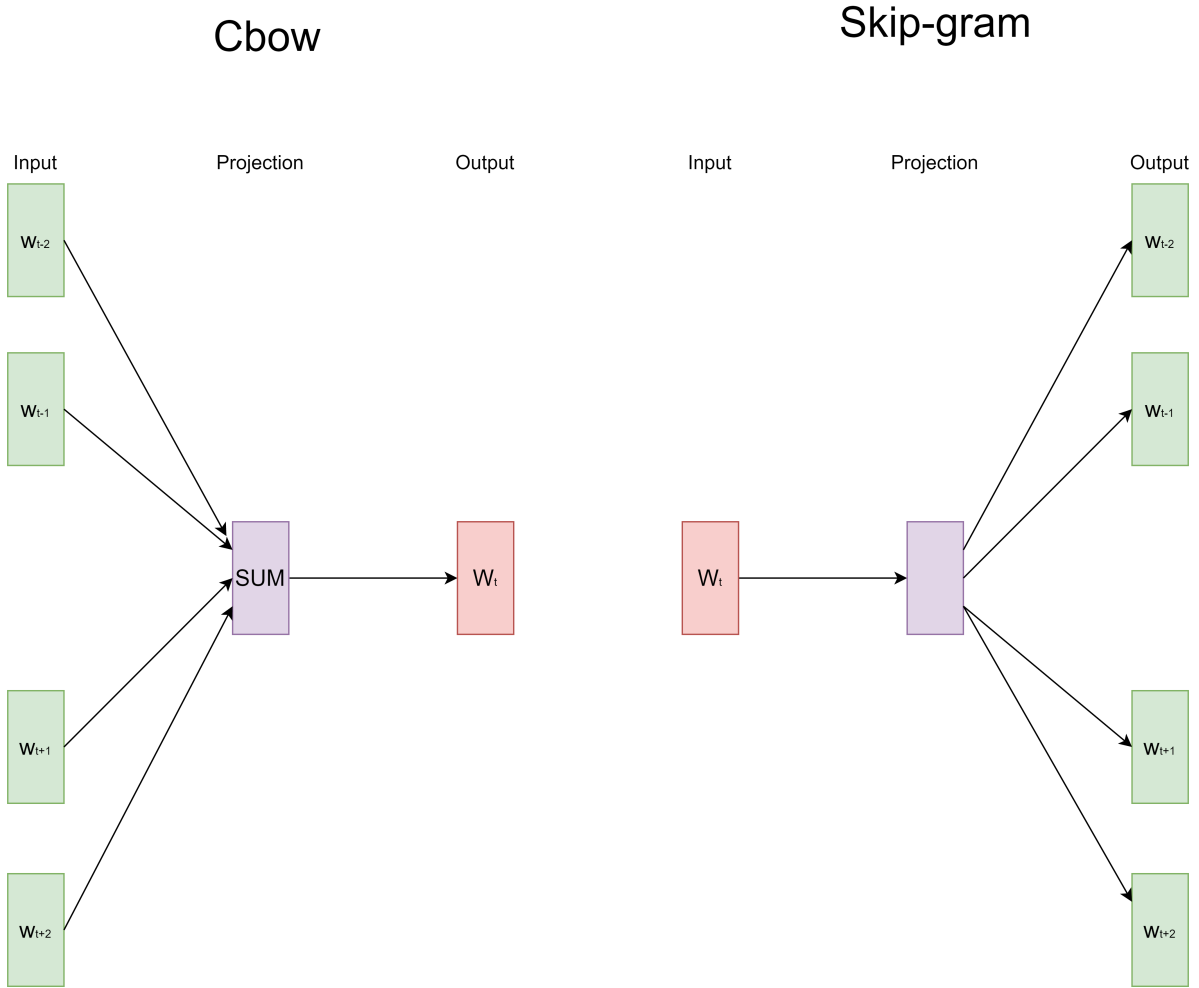 Cbow
Input
Projection
Output
wt-2
wt-1
SUM
Wt
wt+1
wt+2
Skip-gram
Input
Projection
Output
Wt
wt-2
wt-1
wt+1
wt+2